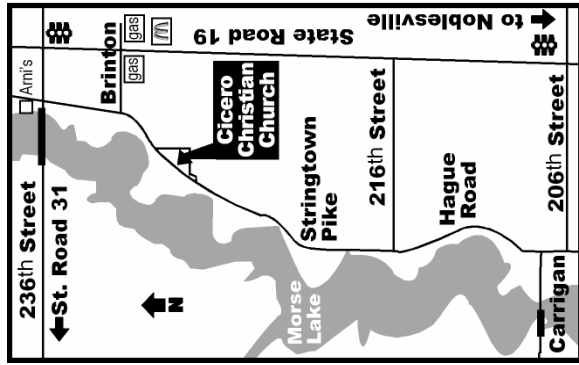 to Noblesville
State Road 19
gas
gas
Arni's
Brinton
Cicero
Christian
Church
236th Street
St. Road 31
N
Stringtown
Pike
216th Street
Hague
Road
206th Street
Morse
Lake
Carrigan